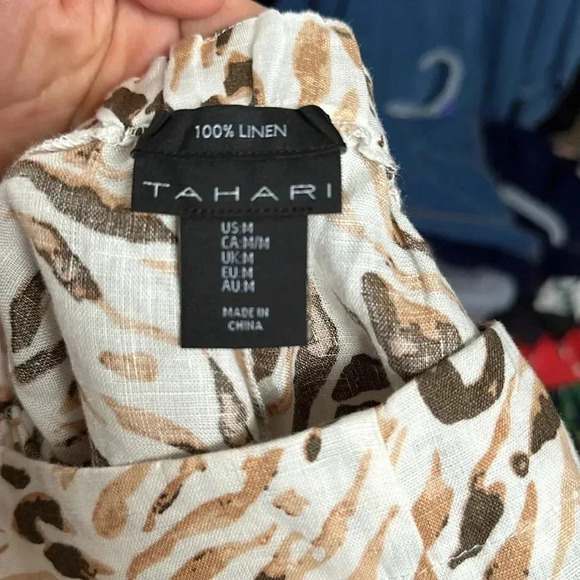 100% LINEN
TAHARI
US:M
CA:M/M
UK:M
EU:M
AU:M
MADE IN
CHINA